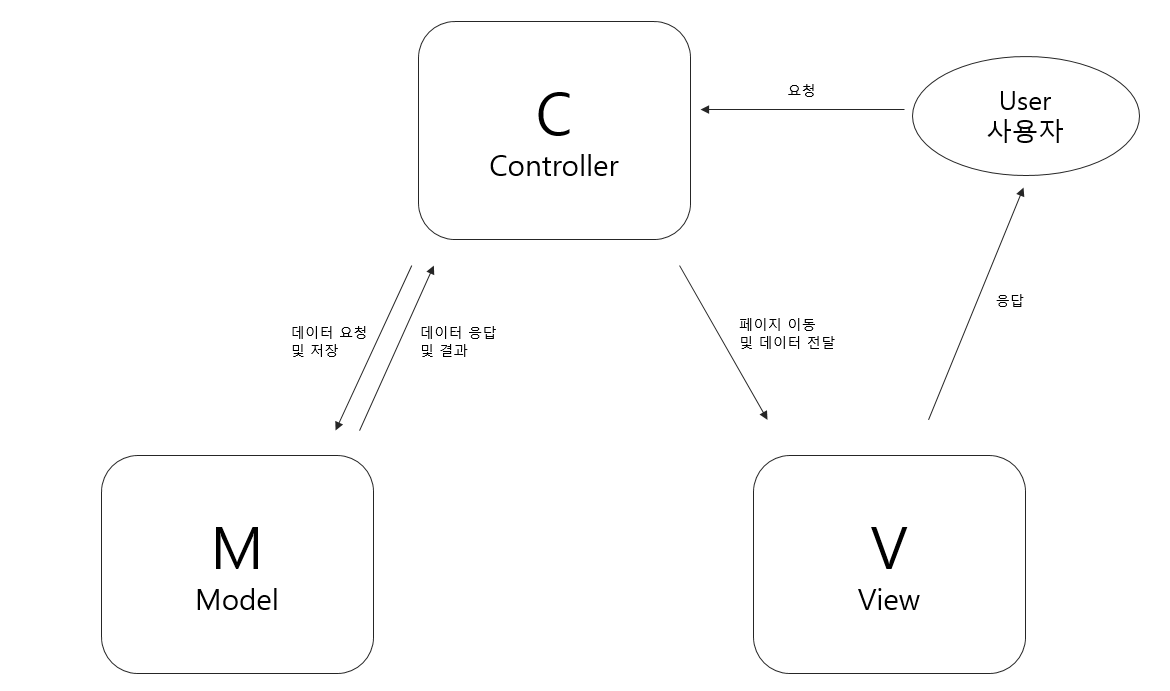 C
Controller
요청
User
사용자
데이터 요청
및 저장
데이터 응답
및 결과
페이지 이동
및 데이터 전달
응답
M
Model
V
View